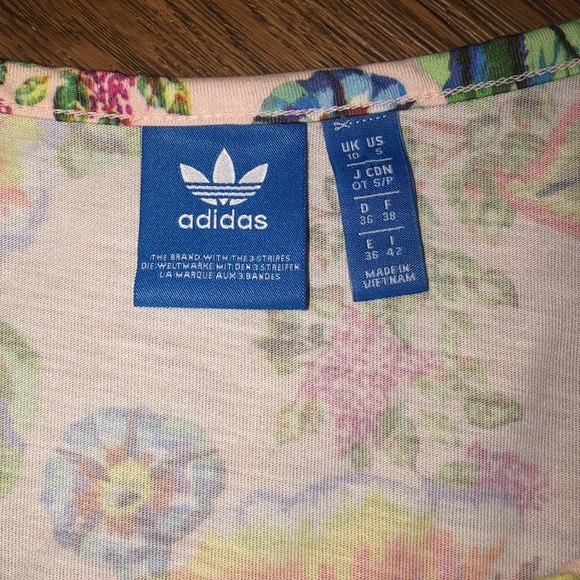 adidas
THE BRAND WITH THE 3 STRIPES
DIE WELTMARKE MIT DEN 3 STREIFEN
LA MARQUE AUX 3 BANDES
UK US
10 S
J CDN
OT S/P
D F
36 38
E I
36 42
MADE IN
VIETNAM